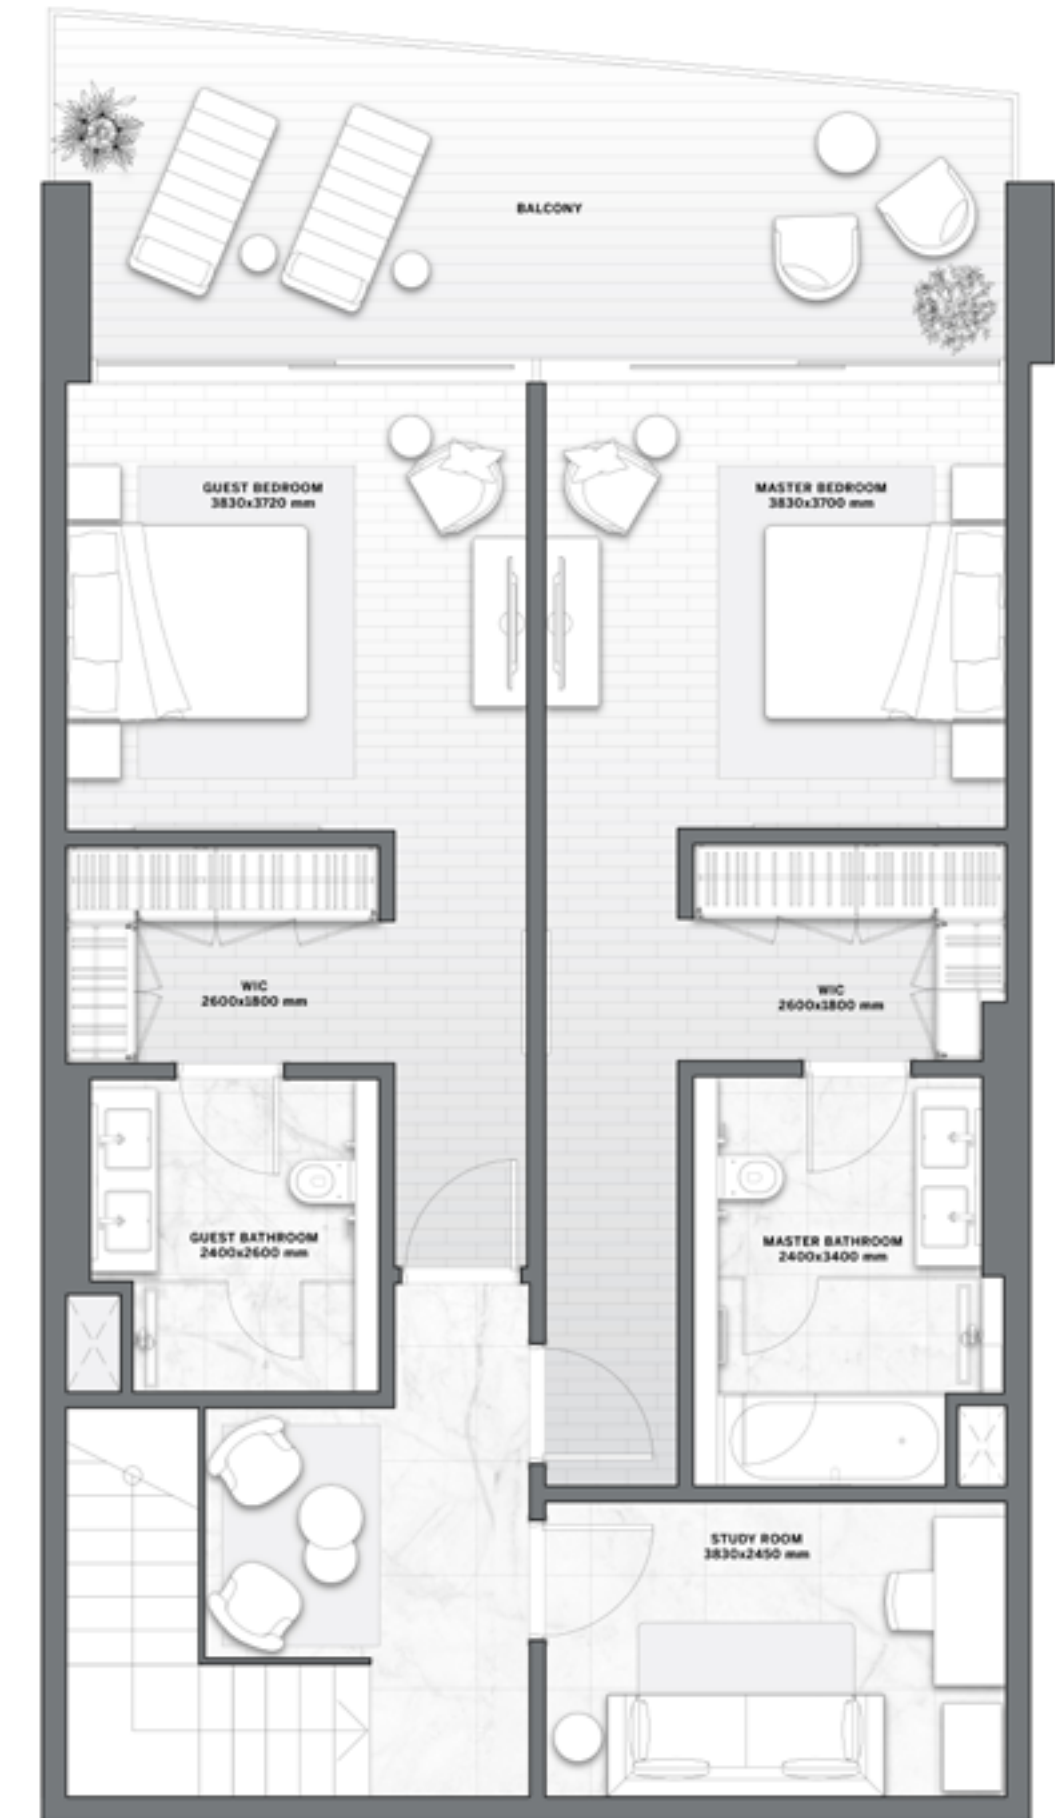 BALCONY
GUEST BEDROOM
3830x3720 mm
MASTER BEDROOM
3830x3700 mm
WIC
2600x1800 mm
WIC
2600x1800 mm
GUEST BATHROOM
2400x2600 mm
MASTER BATHROOM
2400x3400 mm
STUDY ROOM
3830x2450 mm